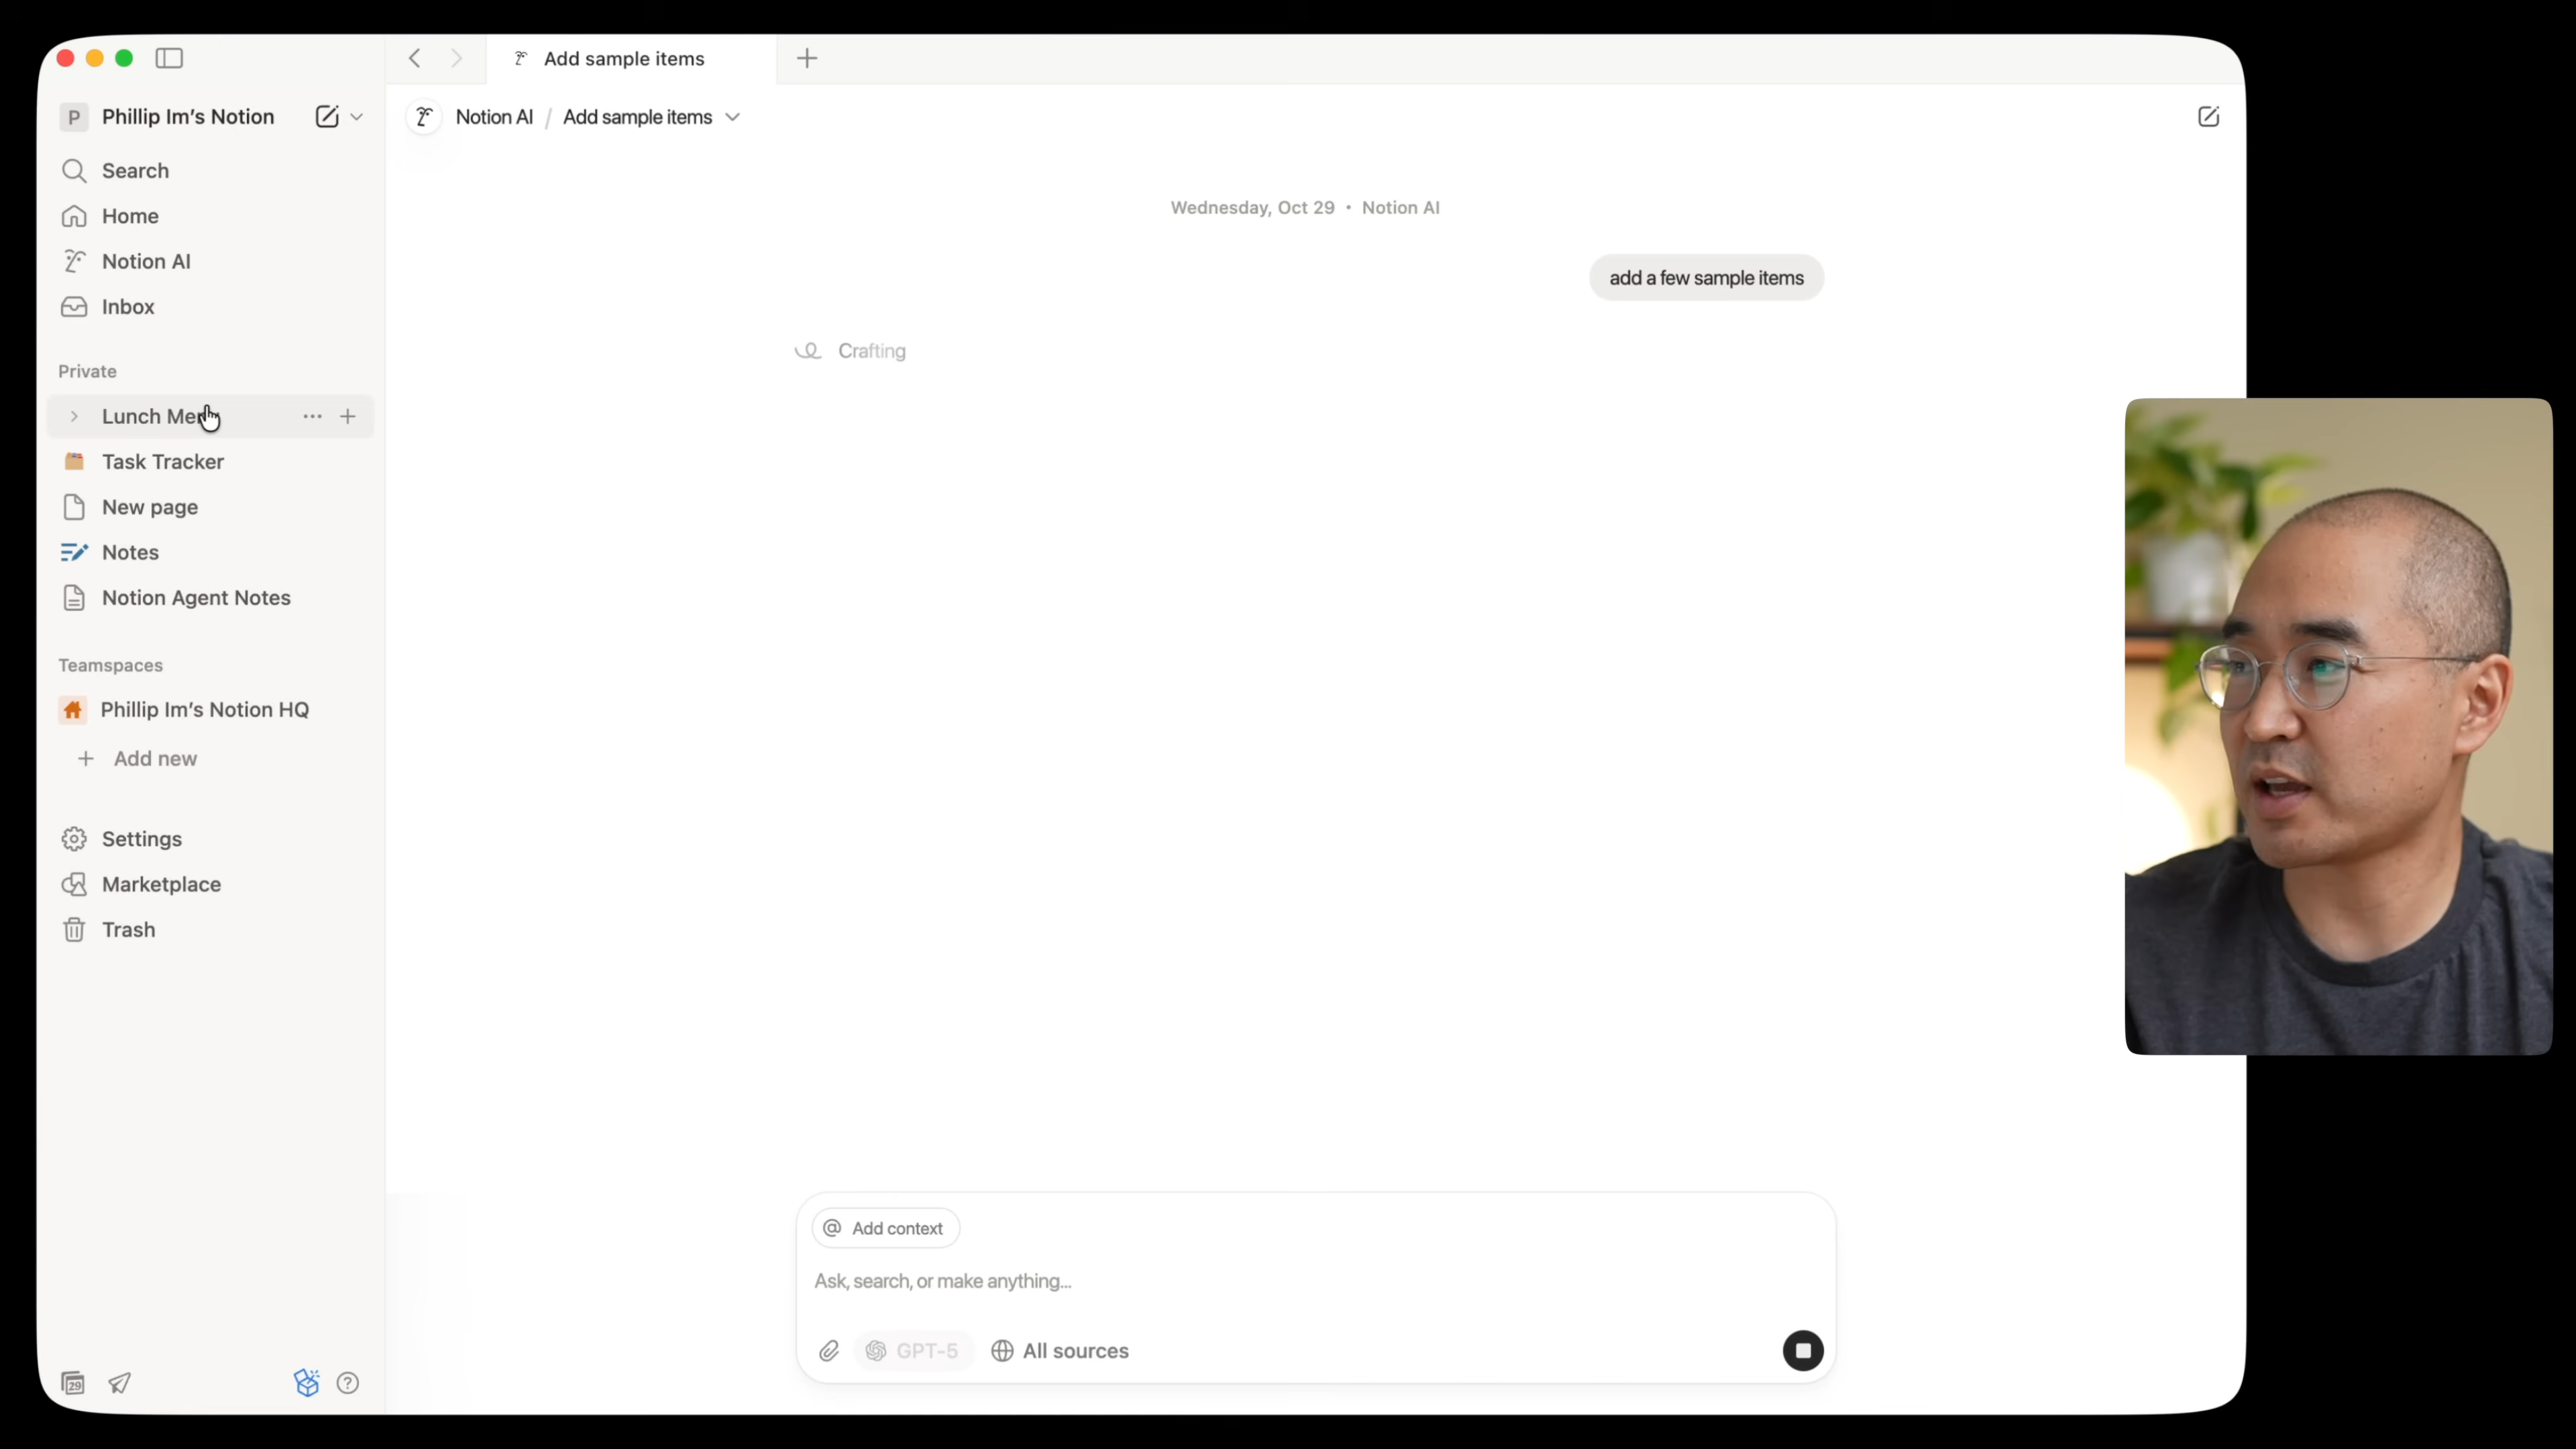 Add sample items
P Phillip Im's Notion
Notion AI / Add sample items
Search
Home
Notion AI
Inbox
Private
Lunch
Task Tracker
New page
Notes
Notion Agent Notes
Teamspaces
Phillip Im's Notion HQ
Add new
Settings
Marketplace
Trash
29
Wednesday, Oct 29 • Notion AI
add a few sample items
Crafting
@ Add context
Ask, search, or make anything...
GPT-5 All sources